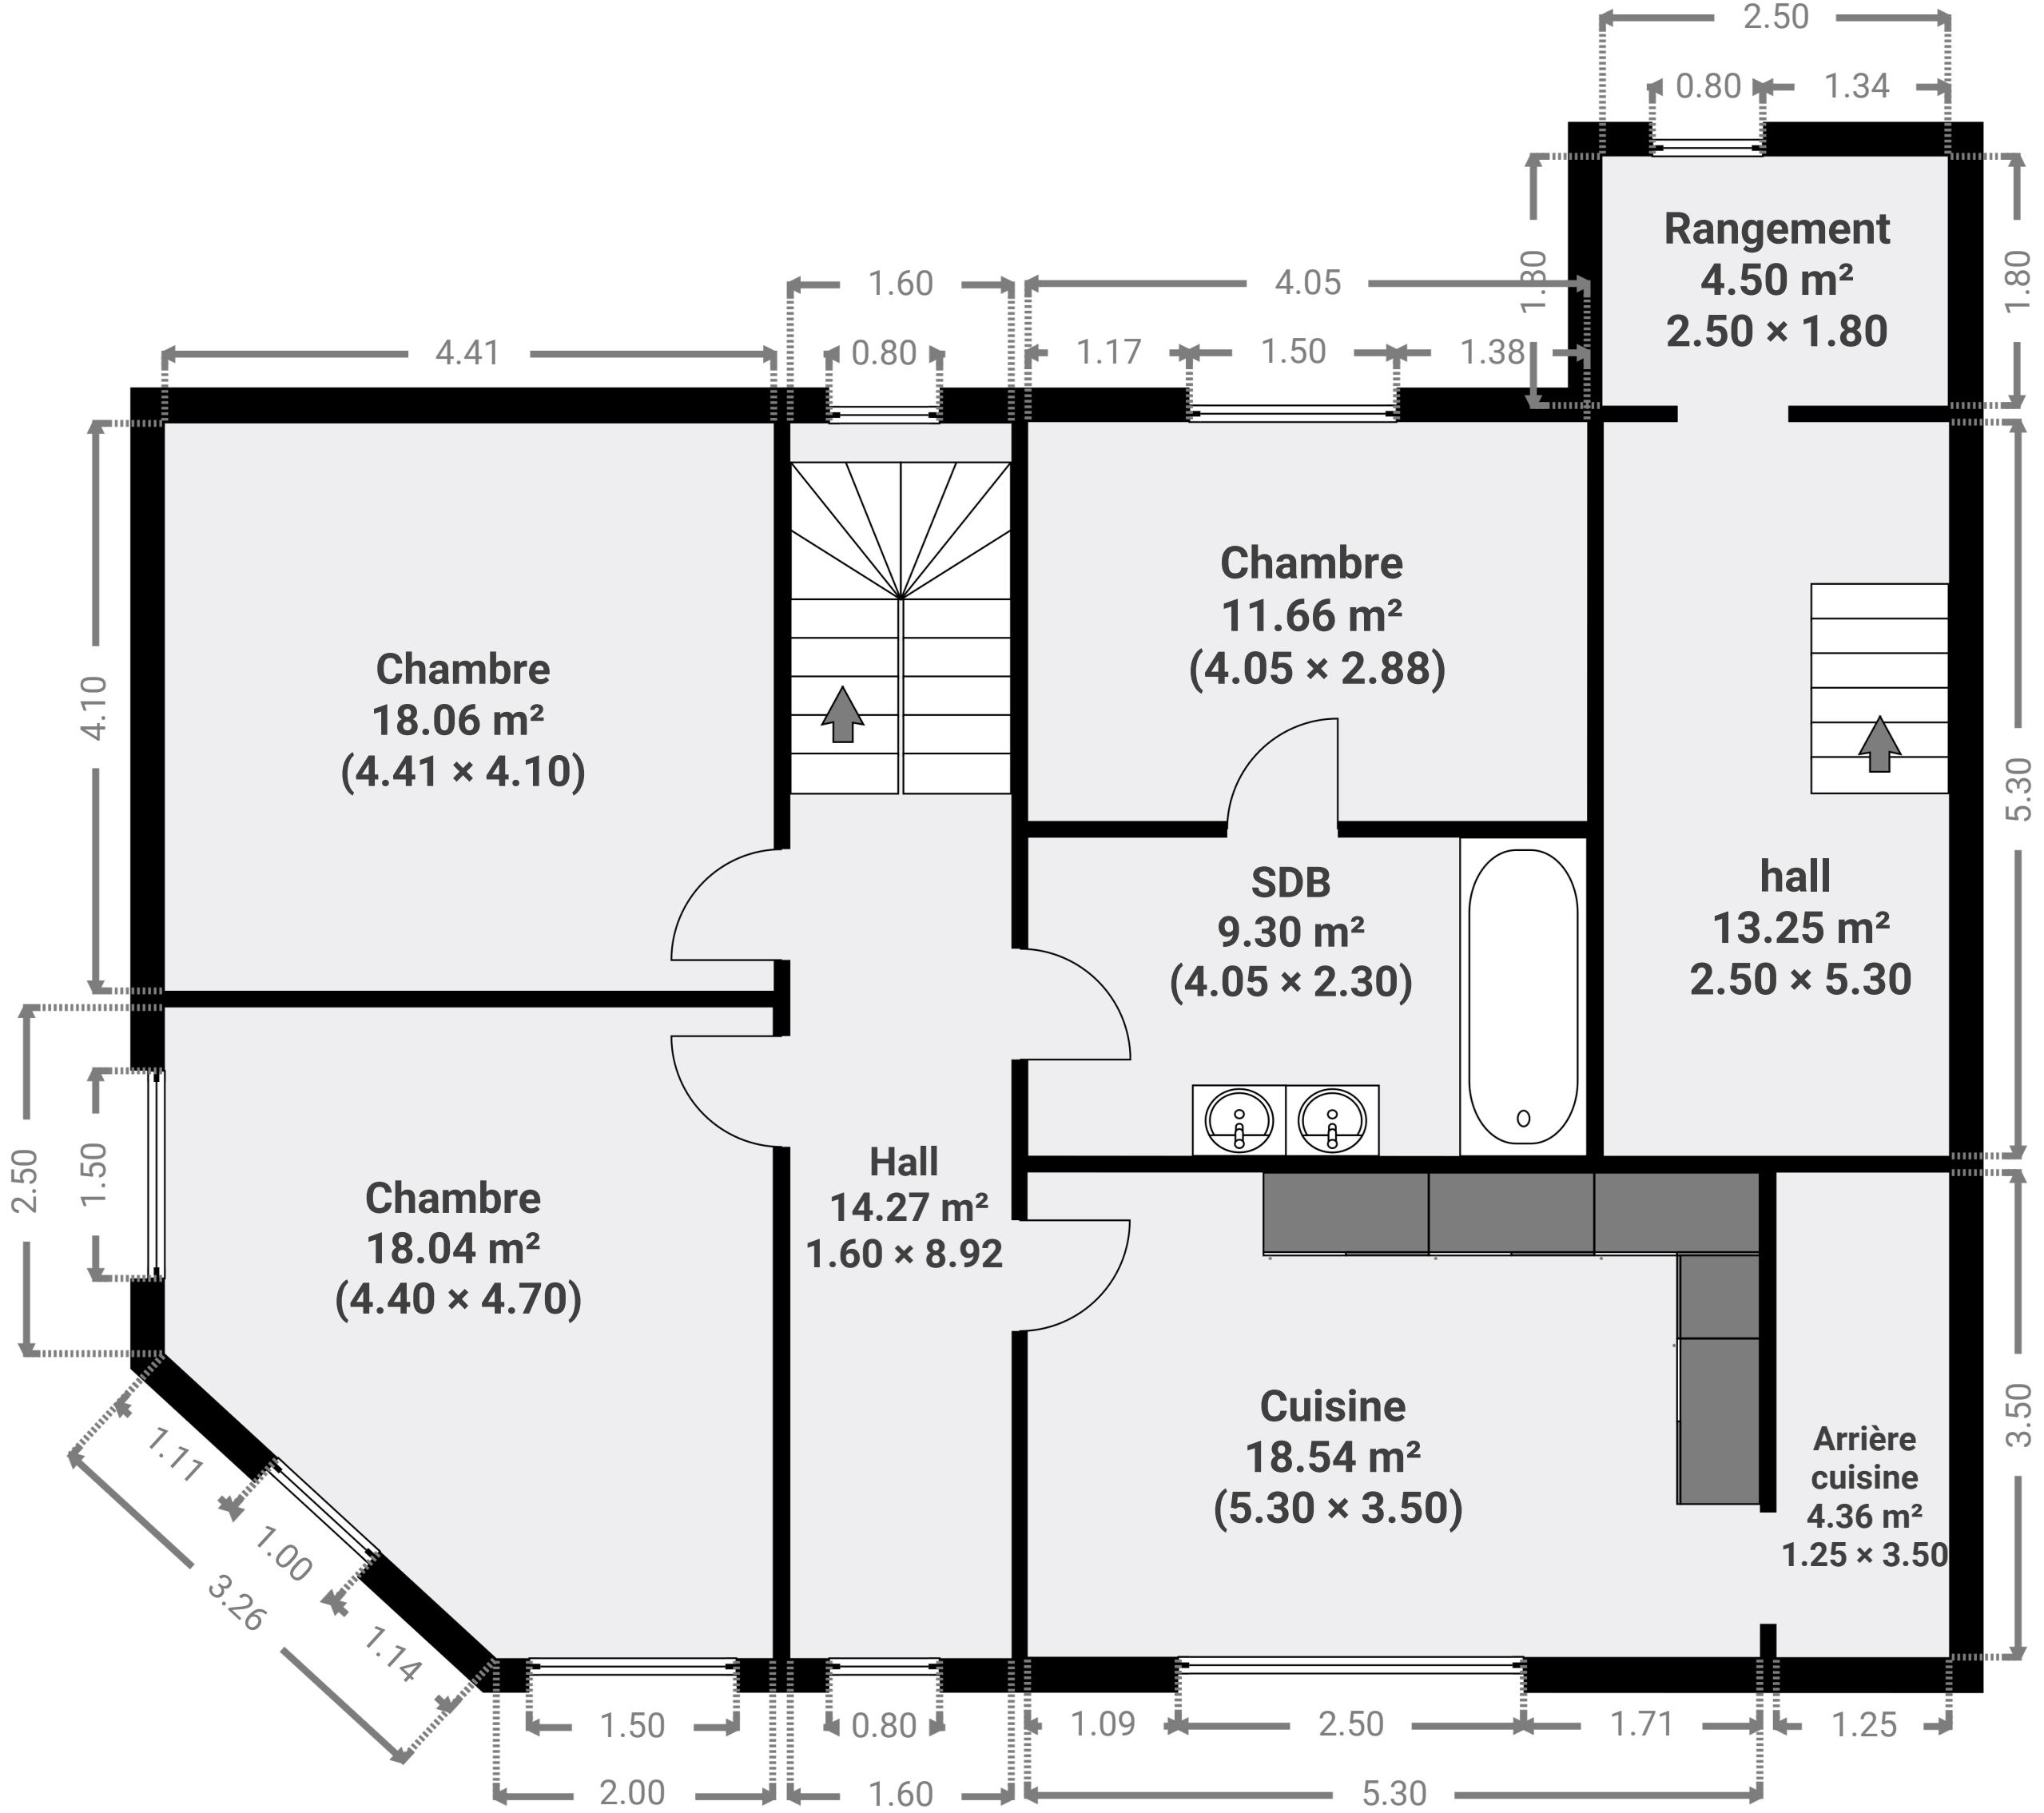 2.50
0.80
1.34
Rangement
4.50 m²
2.50 × 1.80
1.80
1.80
1.60
4.05
4.41
0.80
1.17
1.50
1.38
Chambre
11.66 m²
(4.05 × 2.88)
Chambre
18.06 m²
(4.41 × 4.10)
4.10
5.30
SDB
9.30 m²
(4.05 × 2.30)
hall
13.25 m²
2.50 × 5.30
2.50
1.50
Chambre
18.04 m²
(4.40 × 4.70)
Hall
14.27 m²
1.60 × 8.92
Cuisine
18.54 m²
(5.30 × 3.50)
Arrière
cuisine
4.36 m²
1.25 × 3.50
3.50
1.11
1.00
3.26
1.14
1.50
0.80
1.09
2.50
1.71
1.25
2.00
1.60
5.30